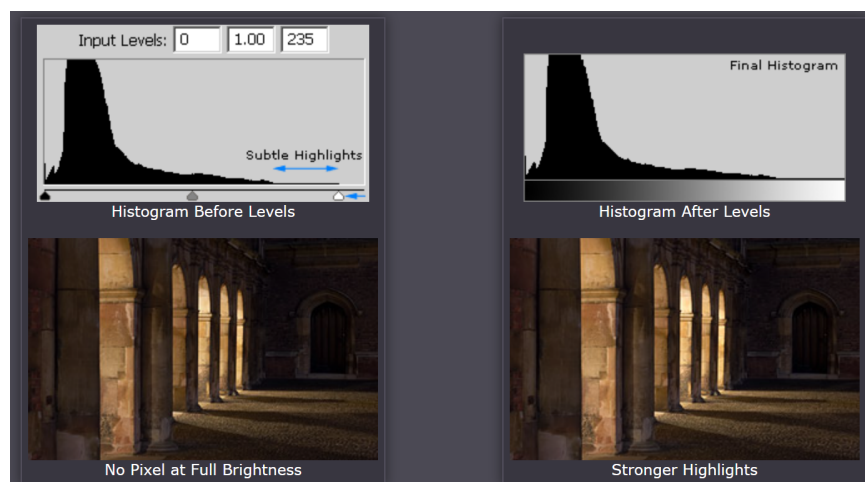 Input Levels: 0 1.00 235
Subtle Highlights
Histogram Before Levels
No Pixel at Full Brightness
Final Histogram
Histogram After Levels
Stronger Highlights